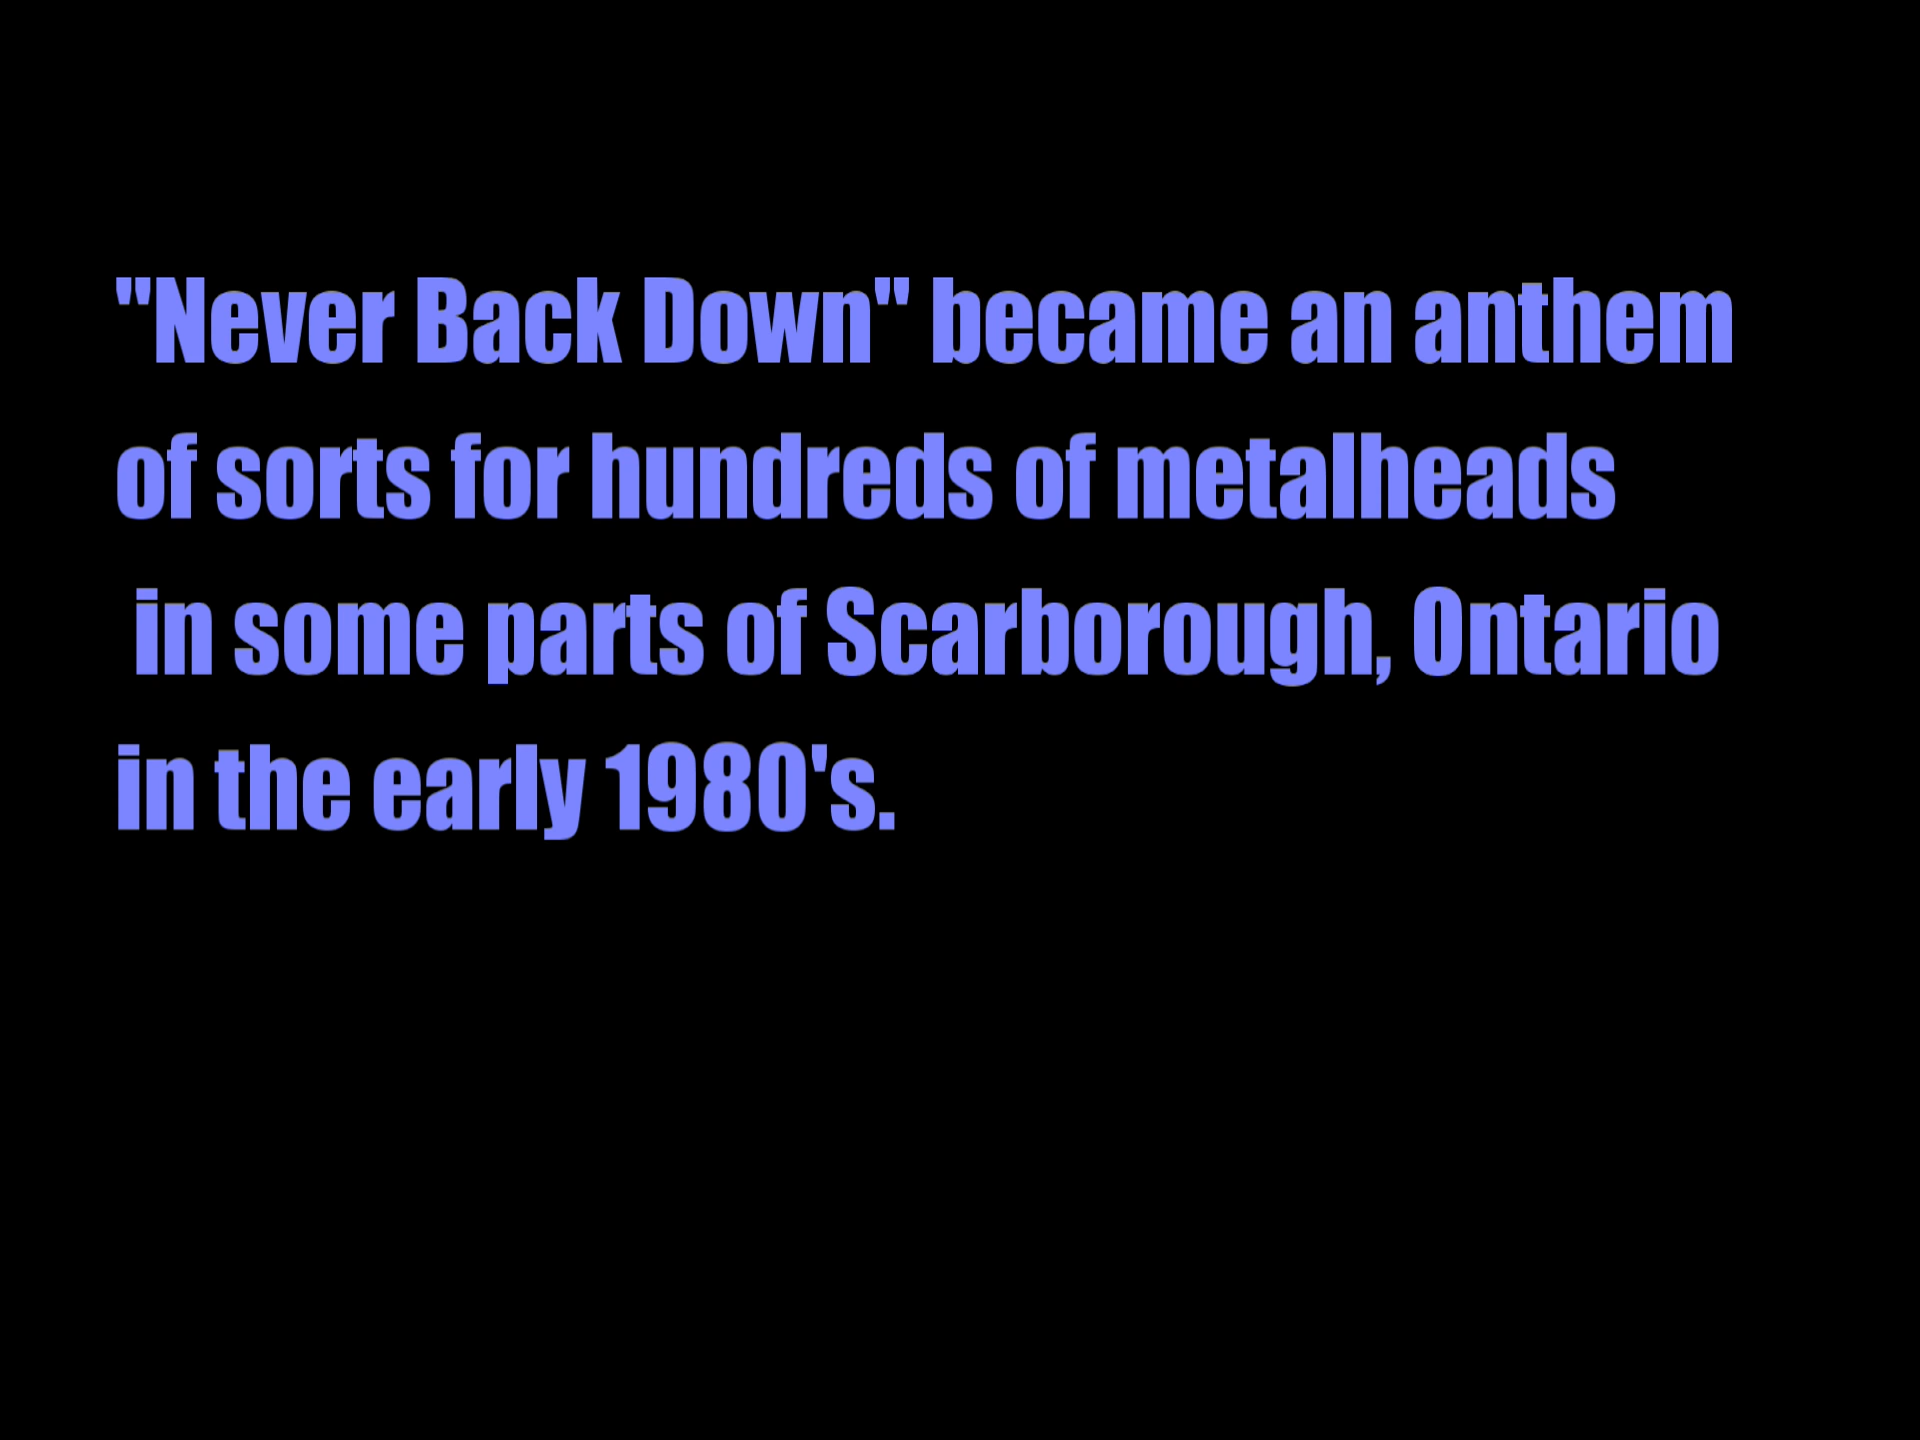 "Never Back Down" became an anthem
of sorts for hundreds of metalheads
in some parts of Scarborough, Ontario
in the early 1980's.